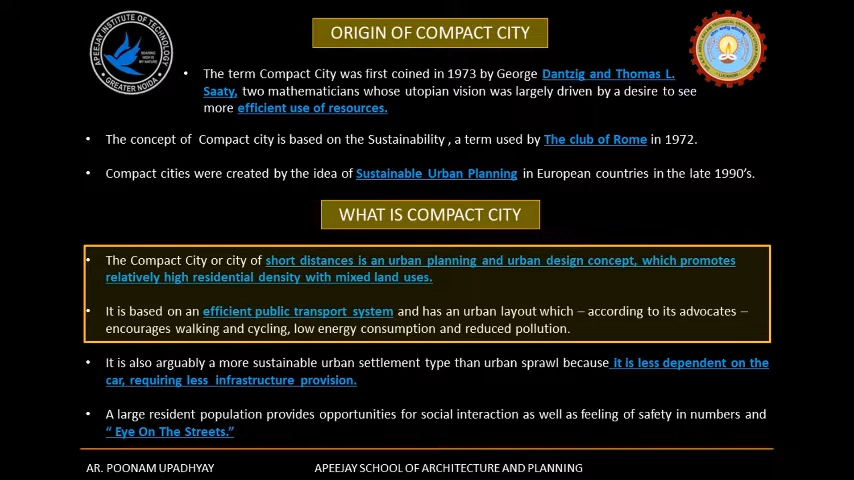 APEEJAY INSTITUTE OF TECHNOLOGY
SOARING HIGH IS MY NATURE
GREATER NOIDA
ORIGIN OF COMPACT CITY
• The term Compact City was first coined in 1973 by George Dantzig and Thomas L.
Saaty, two mathematicians whose utopian vision was largely driven by a desire to see
more efficient use of resources.
• The concept of Compact city is based on the Sustainability , a term used by The club of Rome in 1972.
• Compact cities were created by the idea of Sustainable Urban Planning in European countries in the late 1990's.
WHAT IS COMPACT CITY
• The Compact City or city of short distances is an urban planning and urban design concept, which promotes
relatively high residential density with mixed land uses.
• It is based on an efficient public transport system and has an urban layout which – according to its advocates –
encourages walking and cycling, low energy consumption and reduced pollution.
• It is also arguably a more sustainable urban settlement type than urban sprawl because it is less dependent on the
car, requiring less infrastructure provision.
• A large resident population provides opportunities for social interaction as well as feeling of safety in numbers and
“ Eye On The Streets.”
AR. POONAM UPADHYAY APEEJAY SCHOOL OF ARCHITECTURE AND PLANNING